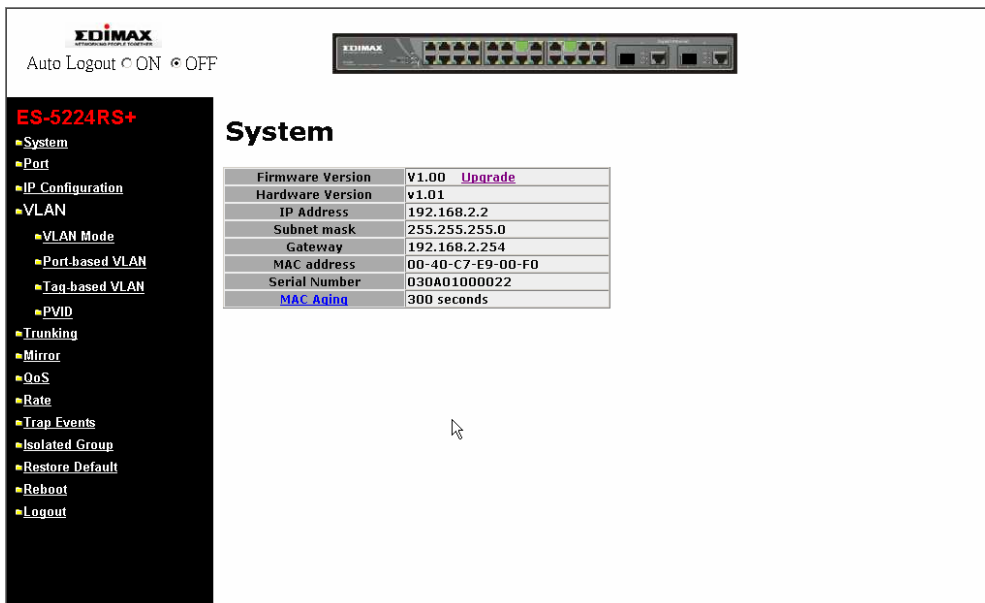 EDIMAX
NETWORKING PEOPLE TOGETHER
Auto Logout ON OFF
EDIMAX
ES-5224RS+
System
Port
IP Configuration
VLAN
VLAN Mode
Port-based VLAN
Tag-based VLAN
PVID
Trunking
Mirror
QoS
Rate
Trap Events
Isolated Group
Restore Default
Reboot
Logout
System
Firmware Version V1.00 Upgrade
Hardware Version v1.01
IP Address 192.168.2.2
Subnet mask 255.255.255.0
Gateway 192.168.2.254
MAC address 00-40-C7-E9-00-F0
Serial Number 030A01000022
MAC Aging 300 seconds